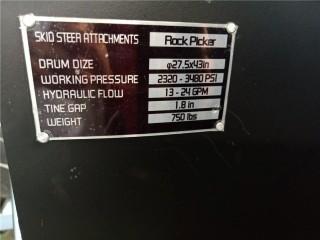 SKID STEER ATTACHMENTS Rock Picker
DRUM DIZE φ27.5x43in
WORKING PRESSURE 2320 - 3480 PSI
HYDRAULIC FLOW 13 - 24 GPM
TINE GAP 1.8 in
WEIGHT 750 lbs